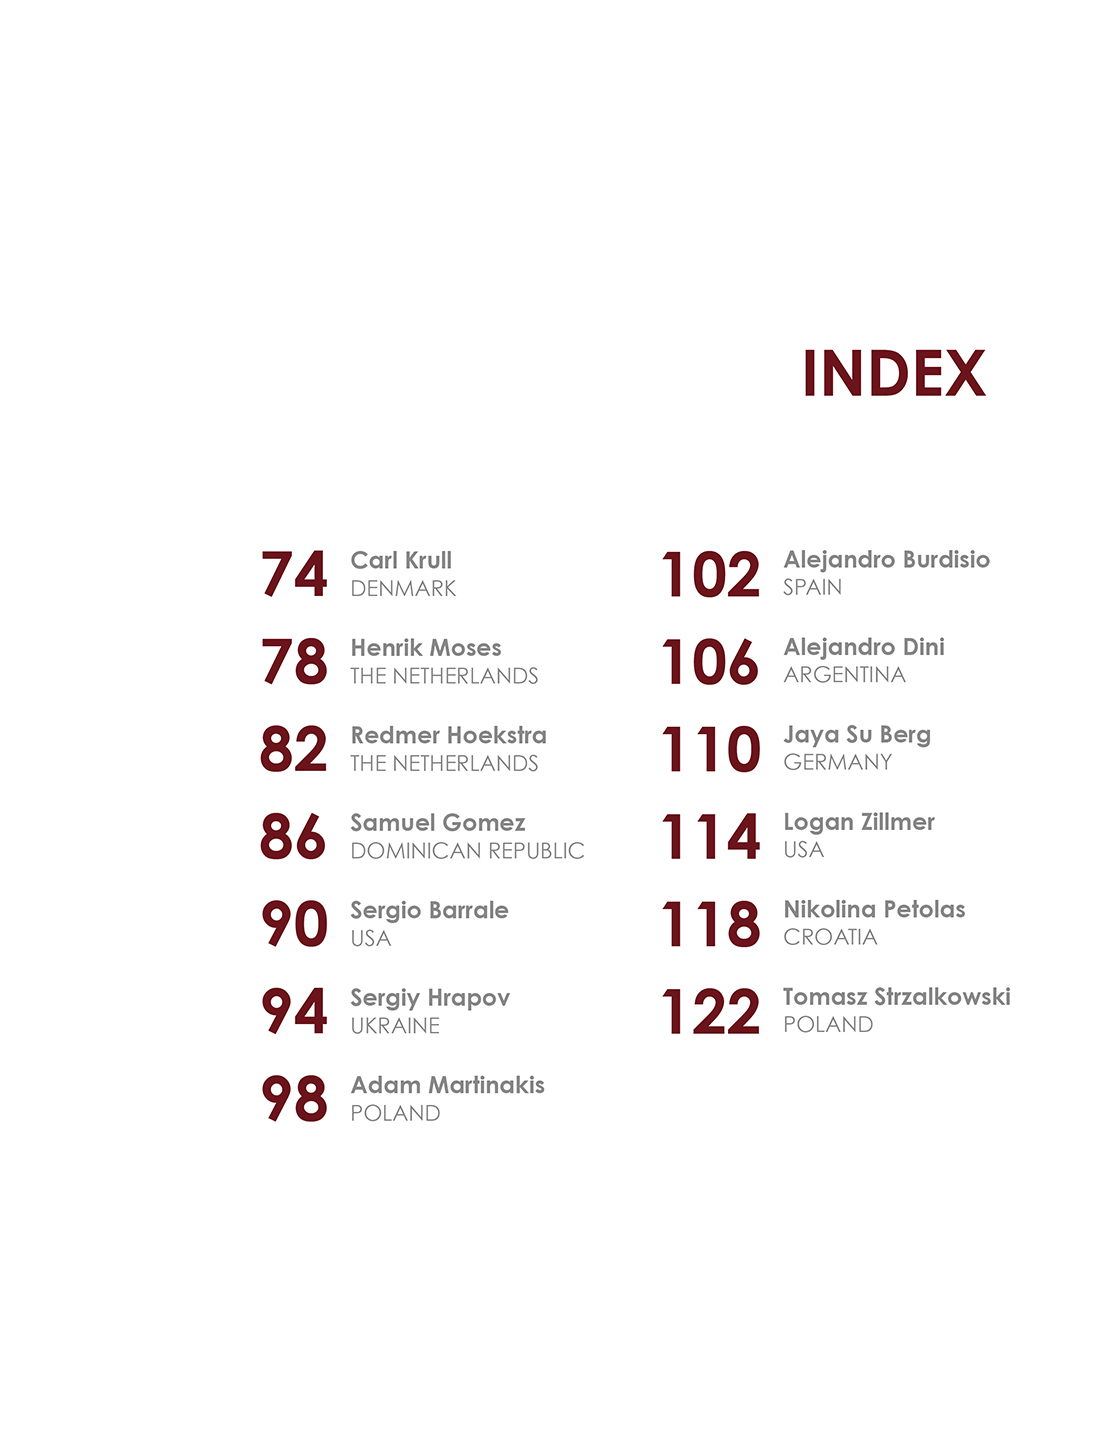 INDEX
74
Carl Krull
DENMARK
78
Henrik Moses
THE NETHERLANDS
82
Redmer Hoekstra
THE NETHERLANDS
86
Samuel Gomez
DOMINICAN REPUBLIC
90
Sergio Barrale
USA
94
Sergiy Hrapov
UKRAINE
98
Adam Martinakis
POLAND
102
Alejandro Burdisio
SPAIN
106
Alejandro Dini
ARGENTINA
110
Jaya Su Berg
GERMANY
114
Logan Zillmer
USA
118
Nikolina Petolas
CROATIA
122
Tomasz Strzalkowski
POLAND